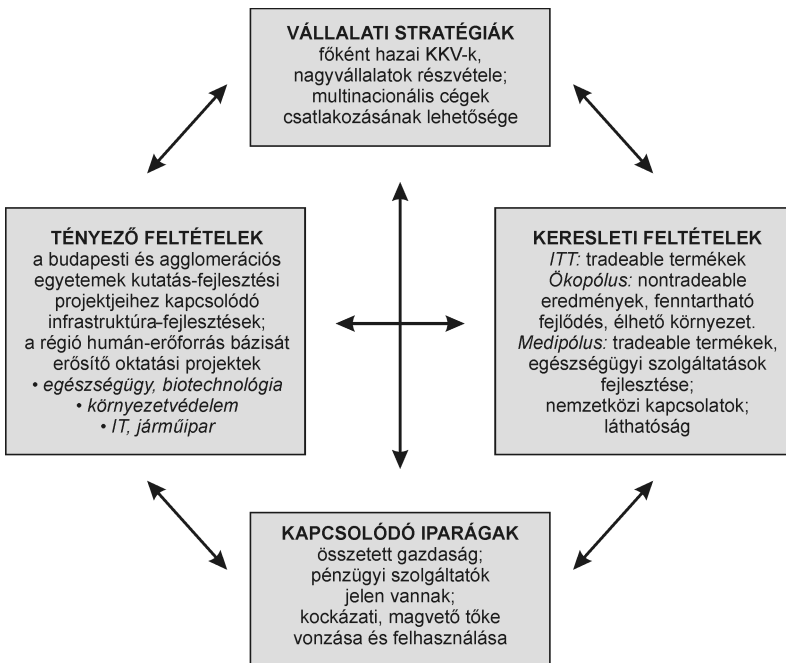 VÁLLALATI STRATÉGIÁK
főként hazai KKV-k,
nagyvállalatok részvétele;
multinacionális cégek
csatlakozásának lehetősége
TÉNYEZŐ FELTÉTELEK
a budapesti és agglomerációs
egyetemek kutatás-fejlesztési
projektjeihez kapcsolódó
infrastruktúra-fejlesztések;
a régió humán-erőforrás bázisát
erősítő oktatási projektek
• egészségügy, biotechnológia
• környezetvédelem
• IT, járműipar
KERESLETI FELTÉTELEK
ITT: tradeable termékek
Ökopólus: nontradeable
eredmények, fenntartható
fejlődés, élhető környezet.
Medipólus: tradeable termékek,
egészségügyi szolgáltatások
fejlesztése;
nemzetközi kapcsolatok;
láthatóság
KAPCSOLÓDÓ IPARÁGAK
összetett gazdaság;
pénzügyi szolgáltatók
jelen vannak;
kockázati, magvető tőke
vonzása és felhasználása